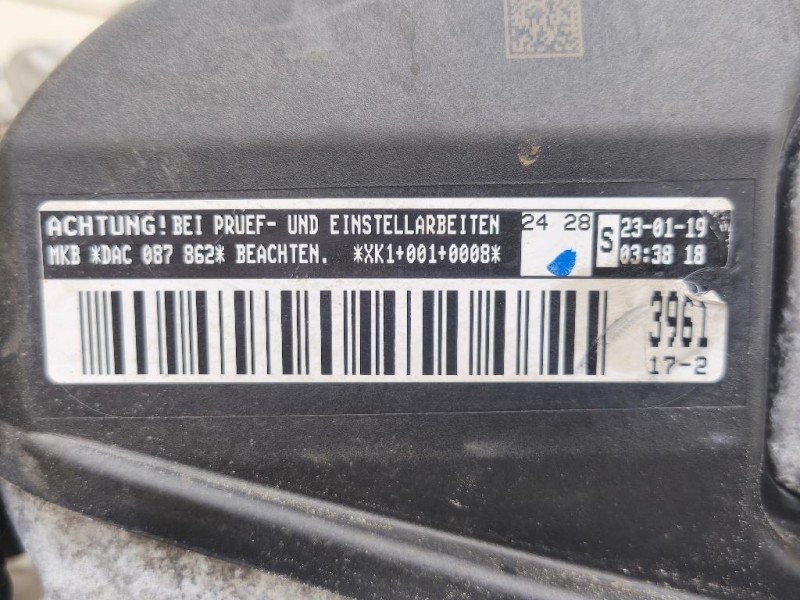 ACHTUNG! BEI PRUEF- UND EINSTELLARBEITEN
MKB *DAC 087 862* BEACHTEN. *XK1+001+0008*
24 28
S
23-01-19
03:38 18
3961
17-2